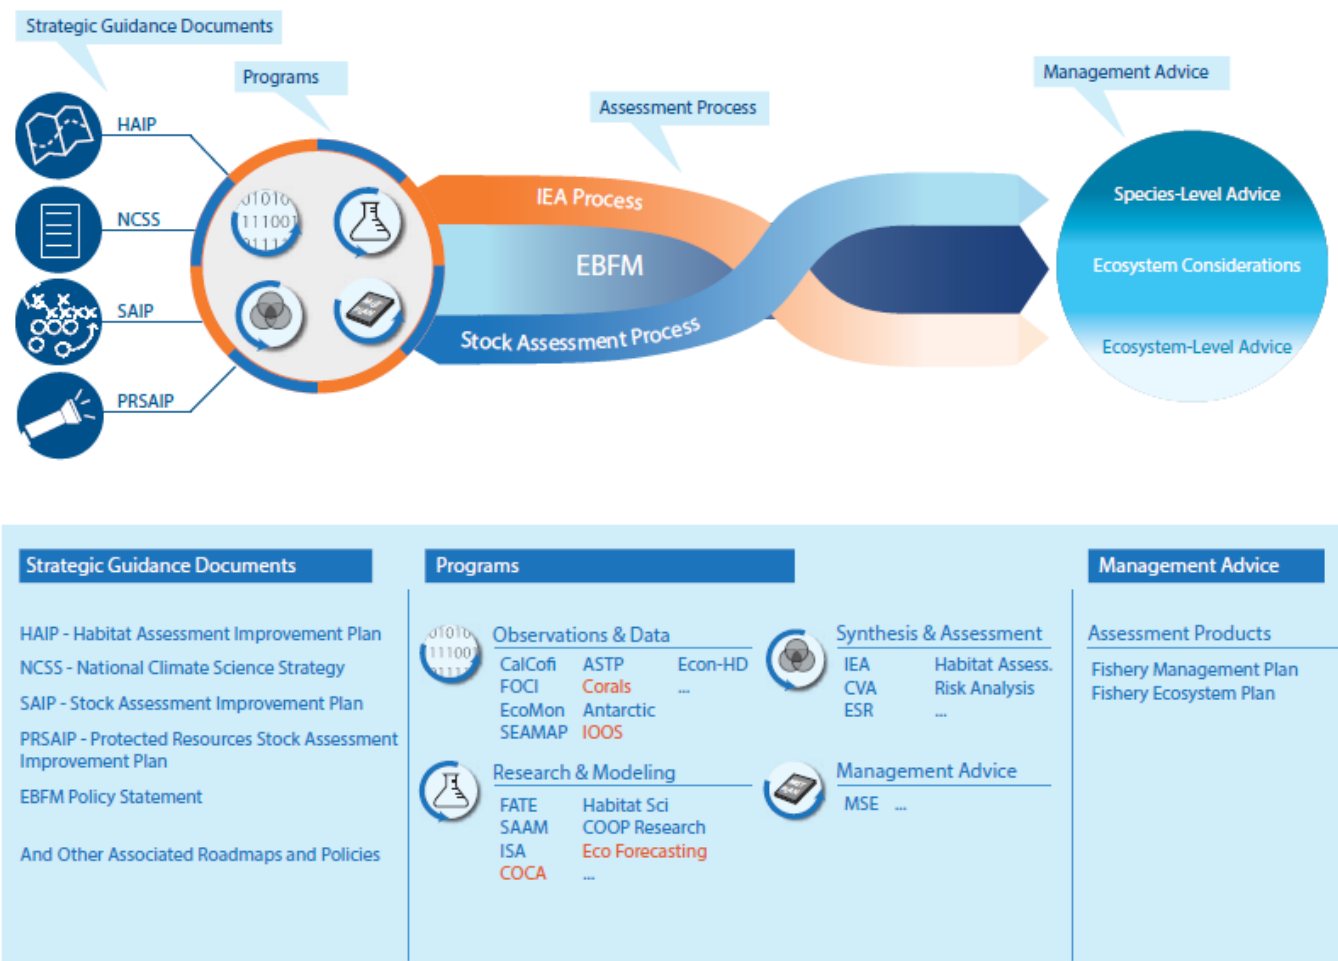 Strategic Guidance Documents
Programs
Assessment Process
Management Advice
HAIP
NCSS
SAIP
PRSAIP
01010
111001
01111
MGT
PLAN
IEA Process
EBFM
Stock Assessment Process
Species-Level Advice
Ecosystem Considerations
Ecosystem-Level Advice
Strategic Guidance Documents
HAIP - Habitat Assessment Improvement Plan
NCSS - National Climate Science Strategy
SAIP - Stock Assessment Improvement Plan
PRSAIP - Protected Resources Stock Assessment
Improvement Plan
EBFM Policy Statement
And Other Associated Roadmaps and Policies
Programs
Observations & Data
CalCofi ASTP Econ-HD
FOCI Corals ...
EcoMon Antarctic
SEAMAP IOOS
Research & Modeling
FATE Habitat Sci
SAAM COOP Research
ISA Eco Forecasting
COCA ....
Synthesis & Assessment
IEA Habitat Assess.
CVA Risk Analysis
ESR ...
Management Advice
MSE ...
Management Advice
Assessment Products
Fishery Management Plan
Fishery Ecosystem Plan